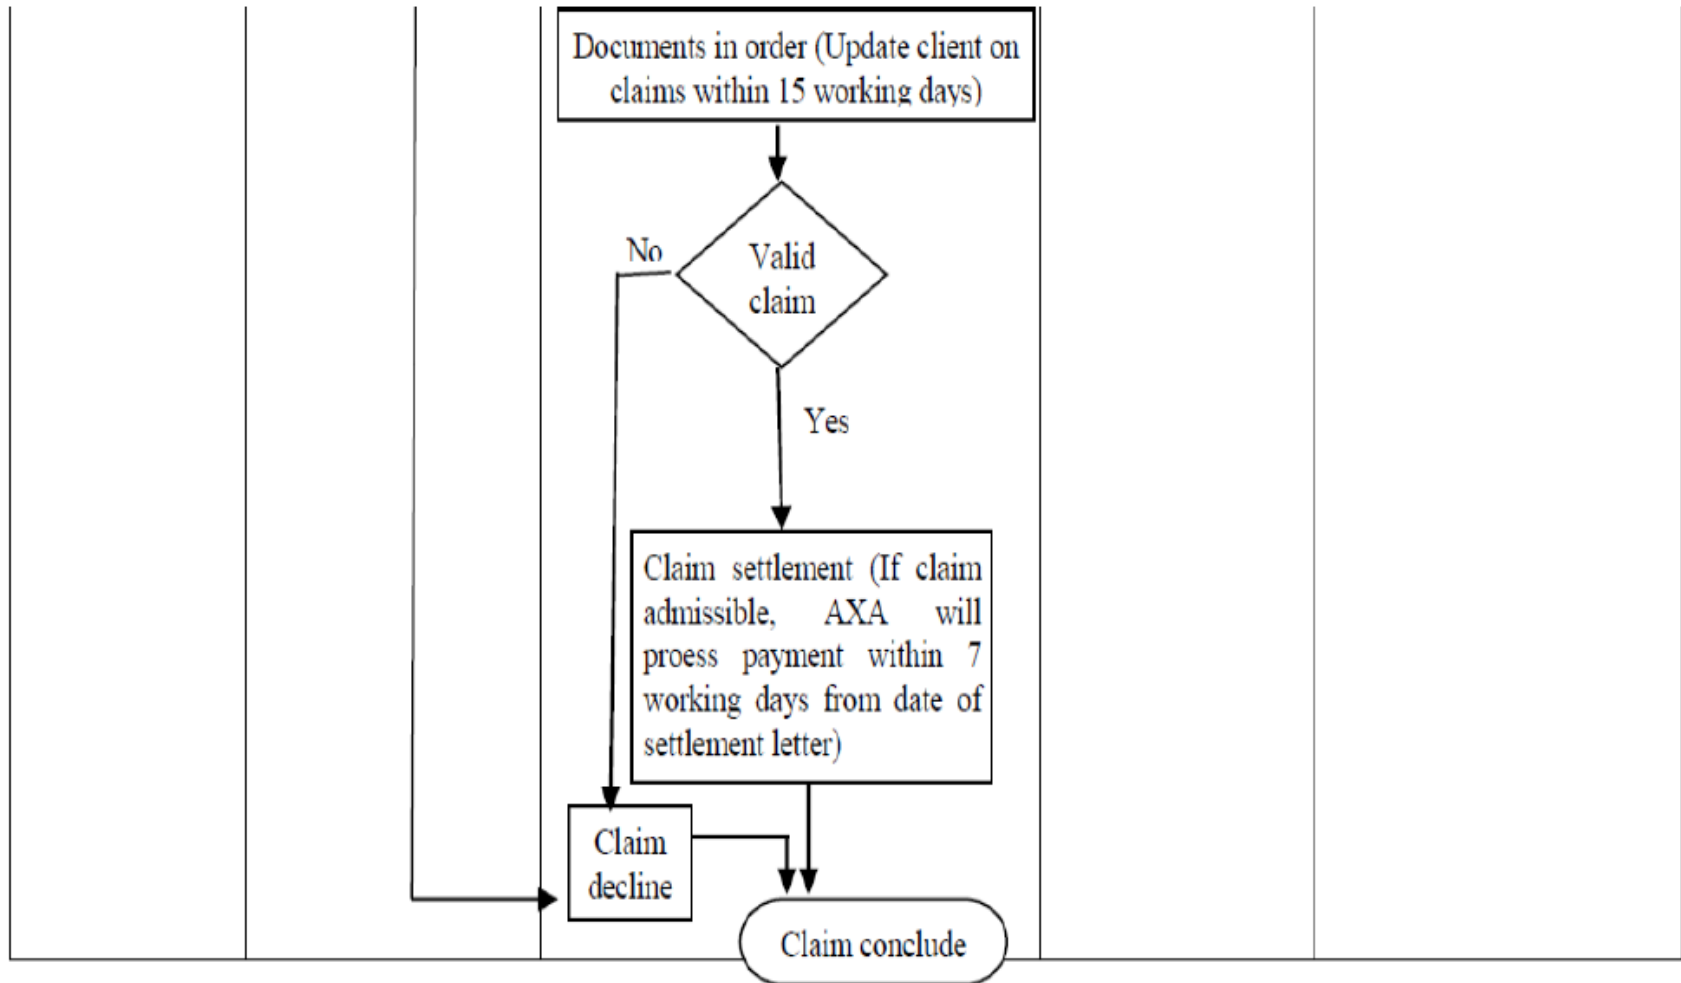 Documents in order (Update client on
claims within 15 working days)
No
Valid
claim
Yes
Claim settlement (If claim
admissible, AXA will
proess payment within 7
working days from date of
settlement letter)
Claim
decline
Claim conclude